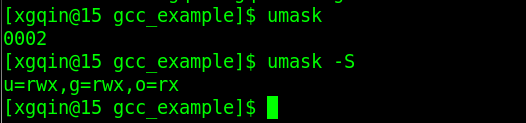 [xgqin@15 gcc_example]$ umask
0002
[xgqin@15 gcc_example]$ umask -S
u=rwx,g=rwx,o=rx
[xgqin@15 gcc_example]$